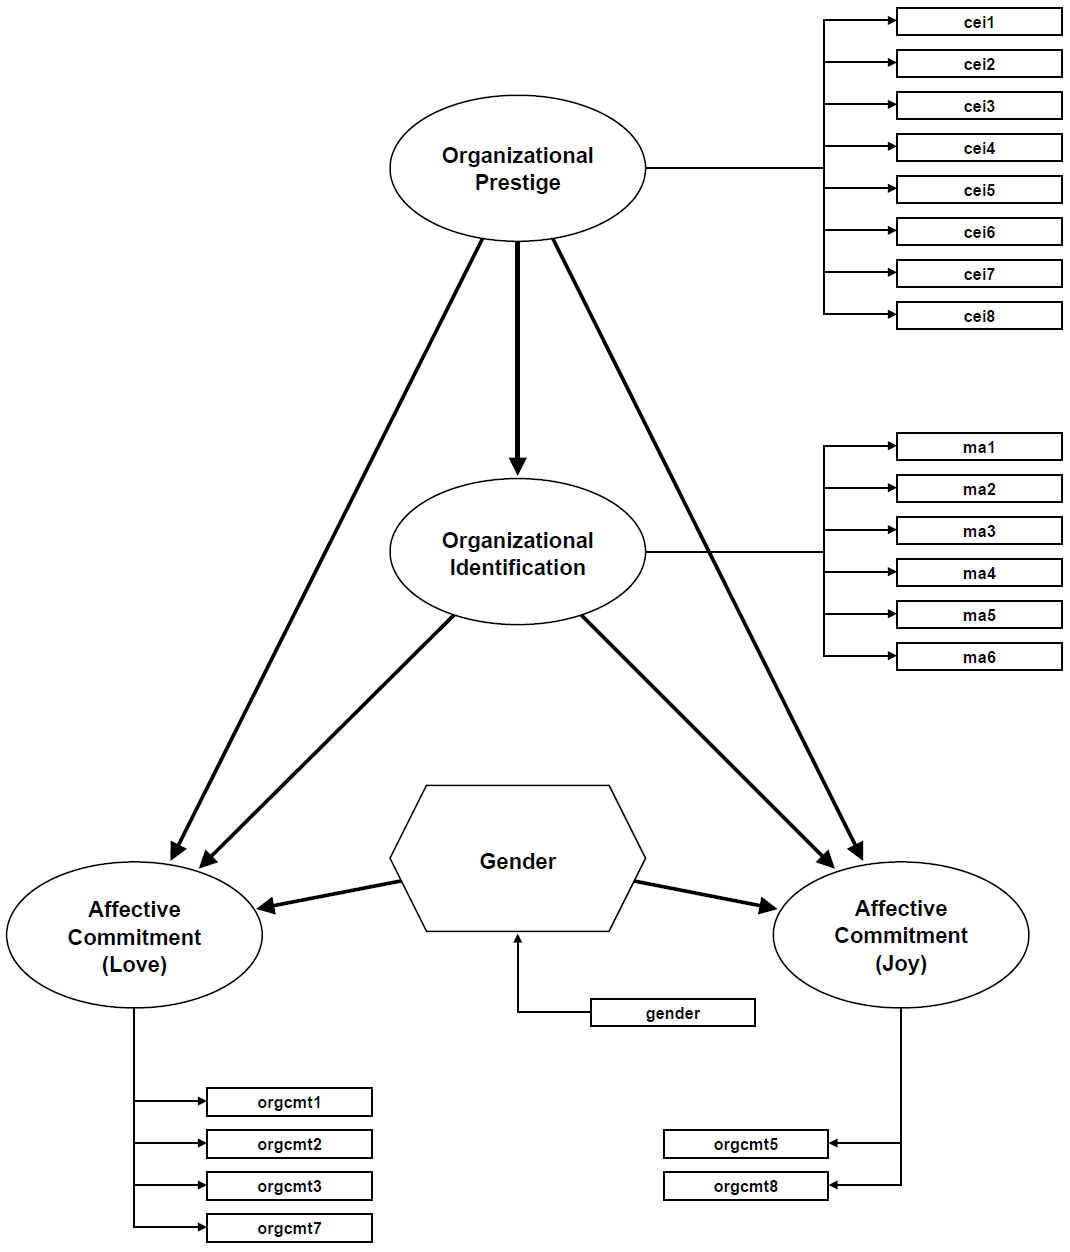 cei1
cei2
cei3
cei4
cei5
cei6
cei7
cei8
Organizational
Prestige
ma1
ma2
ma3
ma4
ma5
ma6
Organizational
Identification
Gender
Affective
Commitment
(Love)
Affective
Commitment
(Joy)
gender
orgcmt1
orgcmt2
orgcmt3
orgcmt7
orgcmt5
orgcmt8